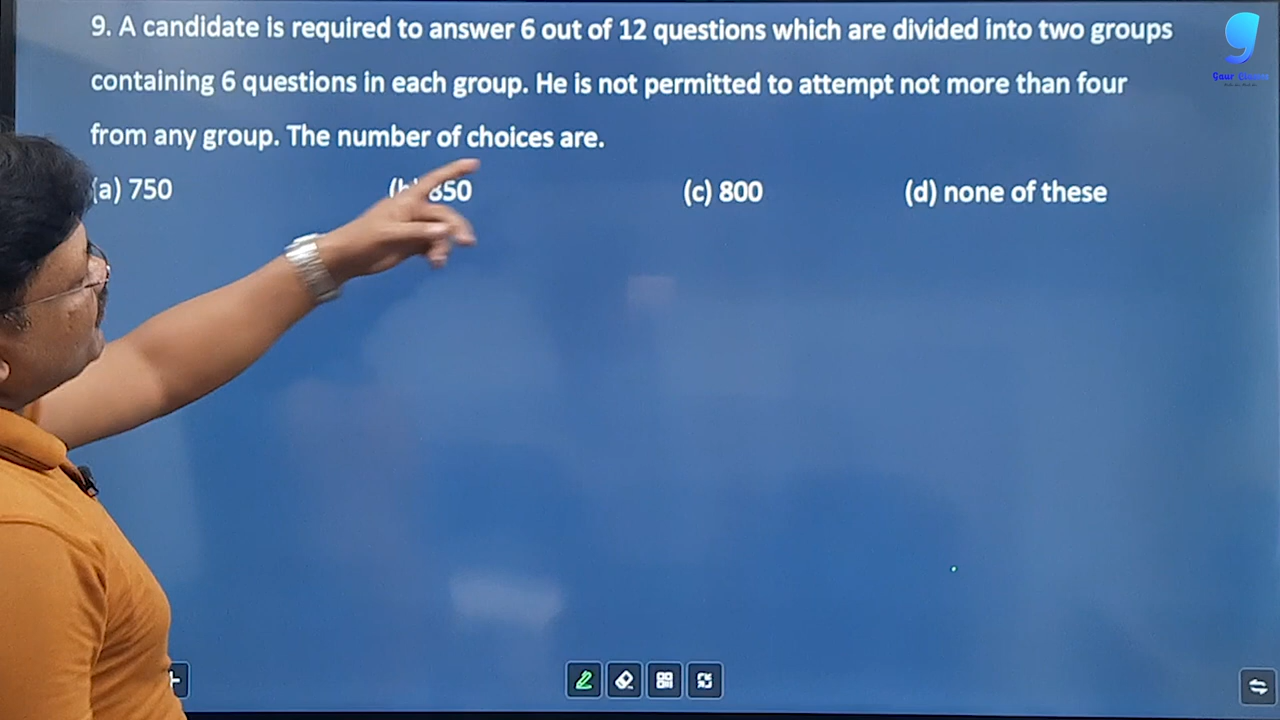 9. A candidate is required to answer 6 out of 12 questions which are divided into two groups
containing 6 questions in each group. He is not permitted to attempt not more than four
from any group. The number of choices are.
(a) 750 (b) 850 (c) 800 (d) none of these
g
Gaur Classes